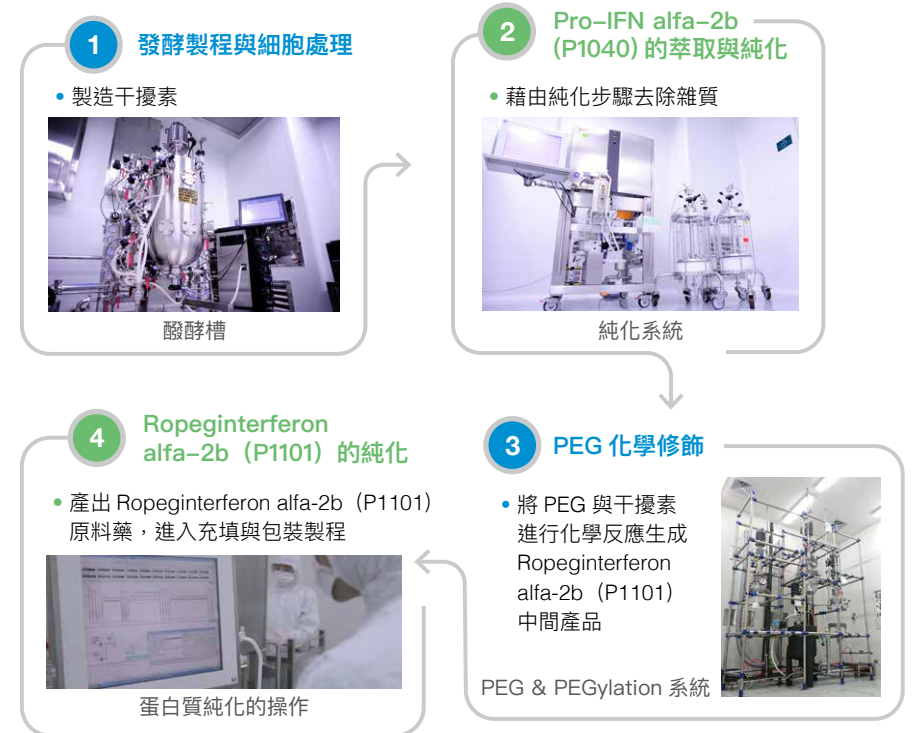 1
發酵製程與細胞處理
• 製造干擾素
醱酵槽
2
Pro-IFN alfa-2b
(P1040) 的萃取與純化
• 藉由純化步驟去除雜質
純化系統
3
PEG 化學修飾
• 將 PEG 與干擾素
進行化學反應生成
Ropeginterferon
alfa-2b（P1101）
中間產品
PEG & PEGylation 系統
4
Ropeginterferon
alfa-2b（P1101）的純化
• 產出 Ropeginterferon alfa-2b（P1101）
原料藥，進入充填與包裝製程
蛋白質純化的操作